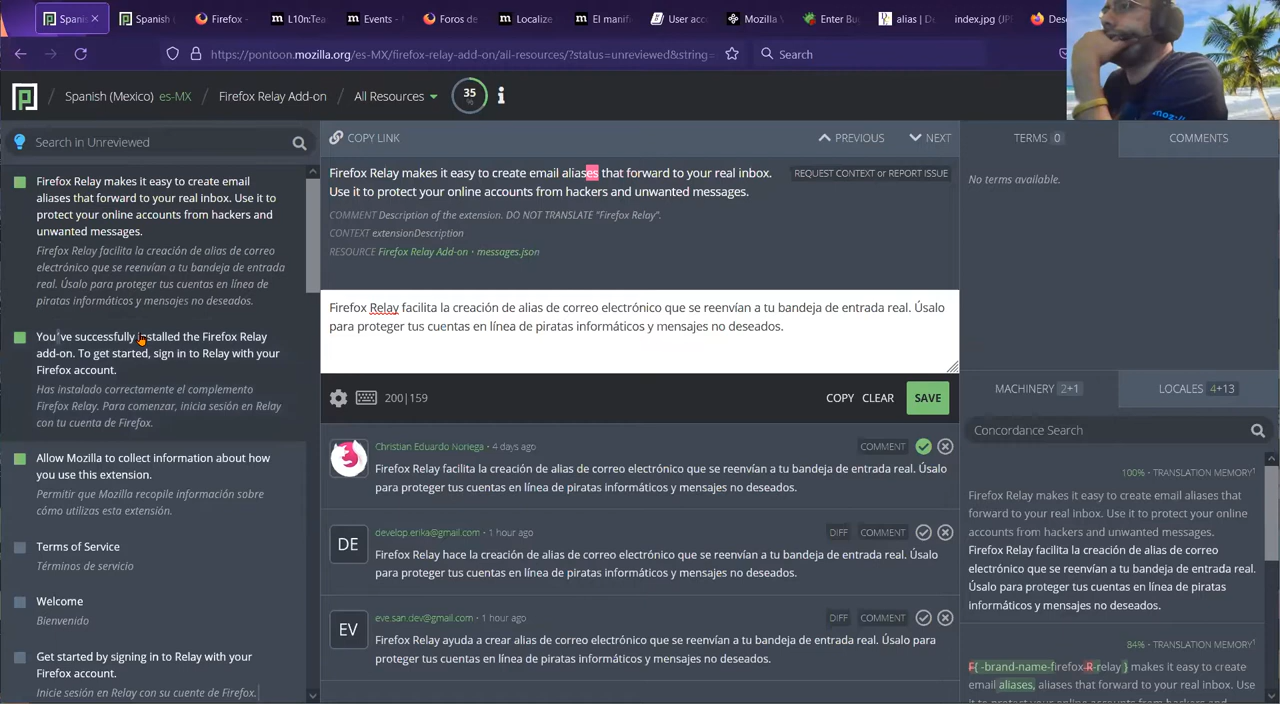 Spanis
Spanish (
Firefox -
L10n:Tea
Events -
Foros de
Localize
El manifi
User acco
Mozilla V
Enter Bug
alias | D
index.jpg (JP
Des
https://pontoon.mozilla.org/es-MX/firefox-relay-add-on/all-resources/?status=unreviewed&string=
Search
/ Spanish (Mexico) es-MX / Firefox Relay Add-on / All Resources
35
%
Search in Unreviewed
Firefox Relay makes it easy to create email
aliases that forward to your real inbox. Use it to
protect your online accounts from hackers and
unwanted messages.
Firefox Relay facilita la creación de alias de correo
electrónico que se reenvían a tu bandeja de entrada
real. Úsalo para proteger tus cuentas en línea de
piratas informáticos y mensajes no deseados.
You've successfully installed the Firefox Relay
add-on. To get started, sign in to Relay with your
Firefox account.
Has instalado correctamente el complemento
Firefox Relay. Para comenzar, inicia sesión en Relay
con tu cuenta de Firefox.
Allow Mozilla to collect information about how
you use this extension.
Permitir que Mozilla recopile información sobre
cómo utilizas esta extensión.
Terms of Service
Términos de servicio
Welcome
Bienvenido
Get started by signing in to Relay with your
Firefox account.
Inicie sesión en Relay con su cuente de Firefox.
COPY LINK
PREVIOUS
NEXT
Firefox Relay makes it easy to create email aliases that forward to your real inbox.
Use it to protect your online accounts from hackers and unwanted messages.
REQUEST CONTEXT or REPORT ISSUE
COMMENT Description of the extension. DO NOT TRANSLATE "Firefox Relay".
CONTEXT extensionDescription
RESOURCE Firefox Relay Add-on • messages.json
Firefox Relay facilita la creación de alias de correo electrónico que se reenvían a tu bandeja de entrada real. Úsalo
para proteger tus cuentas en línea de piratas informáticos y mensajes no deseados.
200|159
COPY
CLEAR
SAVE
Christian Eduardo Noriega • 4 days ago
COMMENT
Firefox Relay facilita la creación de alias de correo electrónico que se reenvían a tu bandeja de entrada real. Úsalo
para proteger tus cuentas en línea de piratas informáticos y mensajes no deseados.
DE
develop.erika@gmail.com • 1 hour ago
DIFF
COMMENT
Firefox Relay hace la creación de alias de correo electrónico que se reenvían a tu bandeja de entrada real. Úsalo
para proteger tus cuentas en línea de piratas informáticos y mensajes no deseados.
EV
eve.san.dev@gmail.com • 1 hour ago
DIFF
COMMENT
Firefox Relay ayuda a crear alias de correo electrónico que se reenvían a tu bandeja de entrada real. Úsalo para
proteger tus cuentas en línea de piratas informáticos y mensajes no deseados.
TERMS 0
COMMENTS
No terms available.
MACHINERY 2+1
LOCALES 4+13
Concordance Search
100% • TRANSLATION MEMORY¹
Firefox Relay makes it easy to create email aliases that
forward to your real inbox. Use it to protect your online
accounts from hackers and unwanted messages.
Firefox Relay facilita la creación de alias de correo
electrónico que se reenvían a tu bandeja de entrada real.
Úsalo para proteger tus cuentas en línea de piratas
informáticos y mensajes no deseados.
84% • TRANSLATION MEMORY¹
F{ -brand-name-firefox-R-relay } makes it easy to create
email aliases, aliases that forward to your real inbox. Use